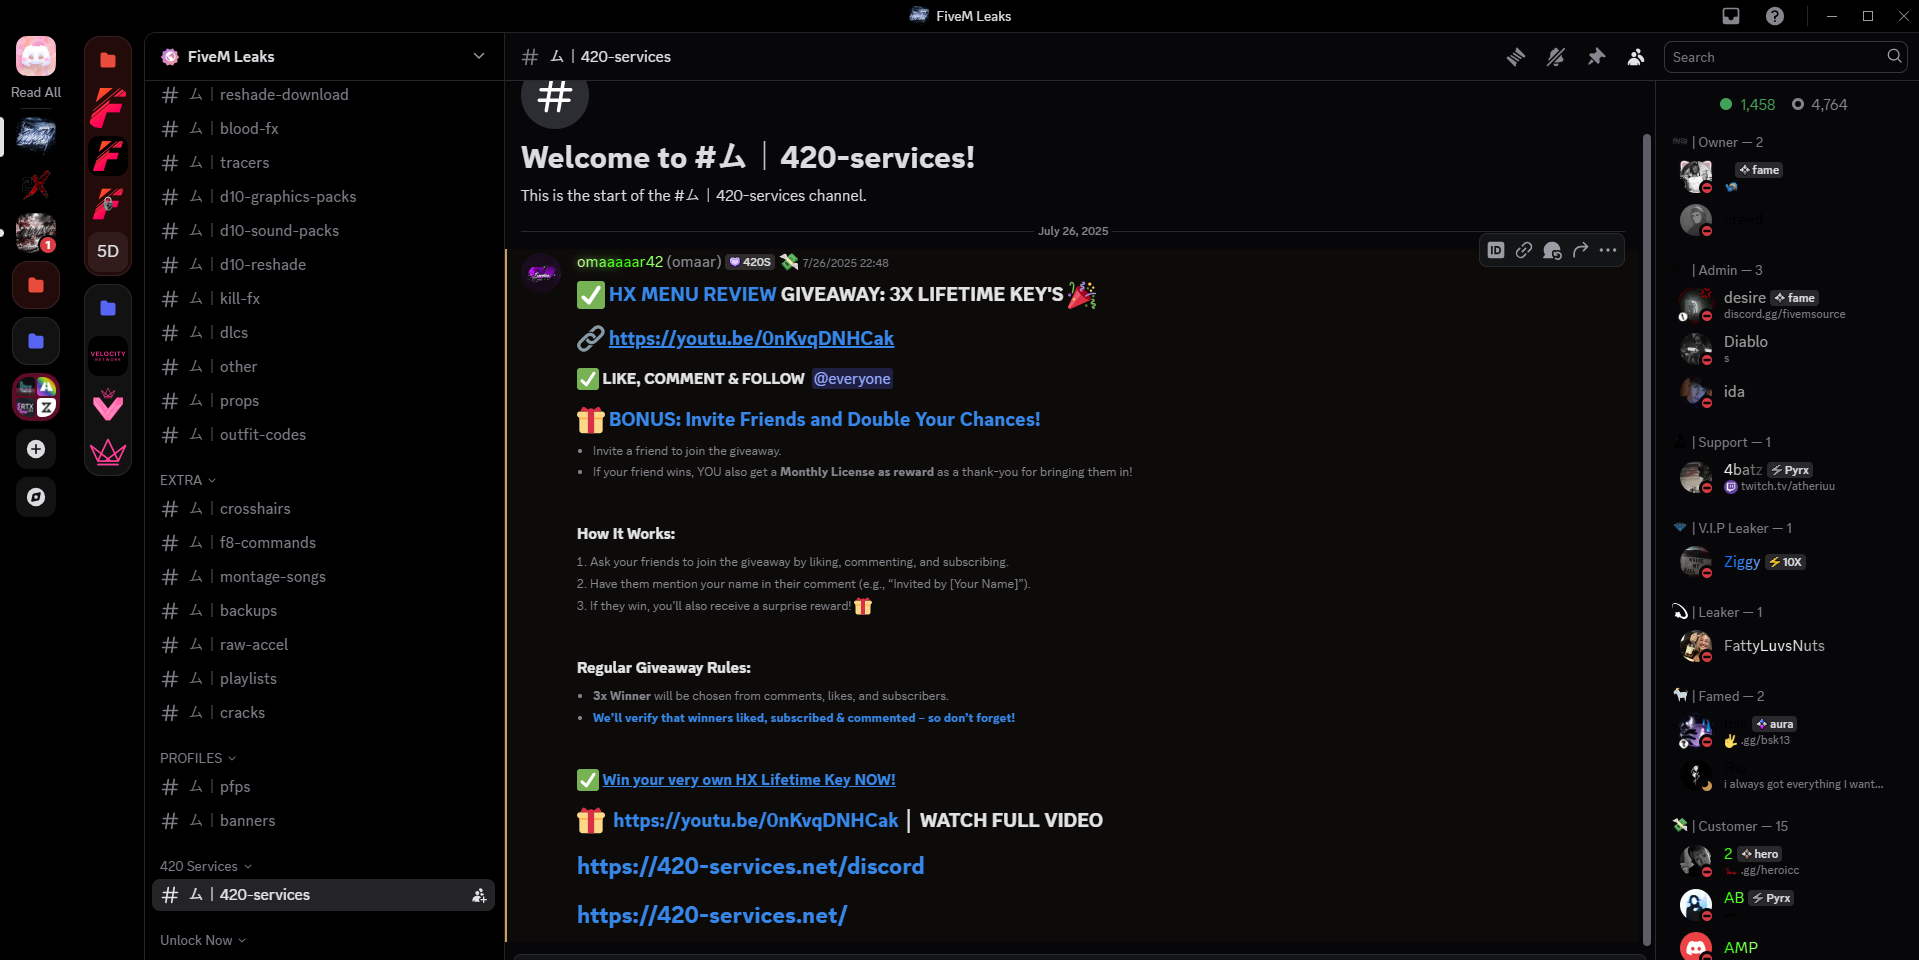 FiveM Leaks
Read All
1
5D
VELOCITY
NETWORK
FiveM Leaks
# ム | reshade-download
# ム | blood-fx
# ム | tracers
# ム | d10-graphics-packs
# ム | d10-sound-packs
# ム | d10-reshade
# ム | kill-fx
# ム | dlcs
# ム | other
# ム | props
# ム | outfit-codes
EXTRA
# ム | crosshairs
# ム | f8-commands
# ム | montage-songs
# ム | backups
# ム | raw-accel
# ム | playlists
# ム | cracks
PROFILES
# ム | pfps
# ム | banners
420 Services
# ム | 420-services
Unlock Now
# ム | 420-services
Search
Welcome to #ム｜420-services!
This is the start of the #ム｜420-services channel.
July 26, 2025
ID
omaaaaar42 (omaar) 420S 7/26/2025 22:48
✅ HX MENU REVIEW GIVEAWAY: 3X LIFETIME KEY'S 🎉
🔗 https://youtu.be/0nKvqDNHCak
✅ LIKE, COMMENT & FOLLOW @everyone
🎁 BONUS: Invite Friends and Double Your Chances!
• Invite a friend to join the giveaway.
• If your friend wins, YOU also get a Monthly License as reward as a thank-you for bringing them in!
How It Works:
1. Ask your friends to join the giveaway by liking, commenting, and subscribing.
2. Have them mention your name in their comment (e.g., “Invited by [Your Name]”).
3. If they win, you’ll also receive a surprise reward! 🎁
Regular Giveaway Rules:
• 3x Winner will be chosen from comments, likes, and subscribers.
• We’ll verify that winners liked, subscribed & commented – so don’t forget!
✅ Win your very own HX Lifetime Key NOW!
🎁 https://youtu.be/0nKvqDNHCak | WATCH FULL VIDEO
https://420-services.net/discord
https://420-services.net/
1,458 4,764
| Owner — 2
fame
creed
| Admin — 3
desire fame
discord.gg/fivemsource
Diablo
s
ida
| Support — 1
4batz Pyrx
twitch.tv/atheriuu
| V.I.P Leaker — 1
Ziggy 10X
| Leaker — 1
FattyLuvsNuts
| Famed — 2
aura
.gg/bsk13
i always got everything I want...
| Customer — 15
2 hero
.gg/heroicc
AB Pyrx
AMP